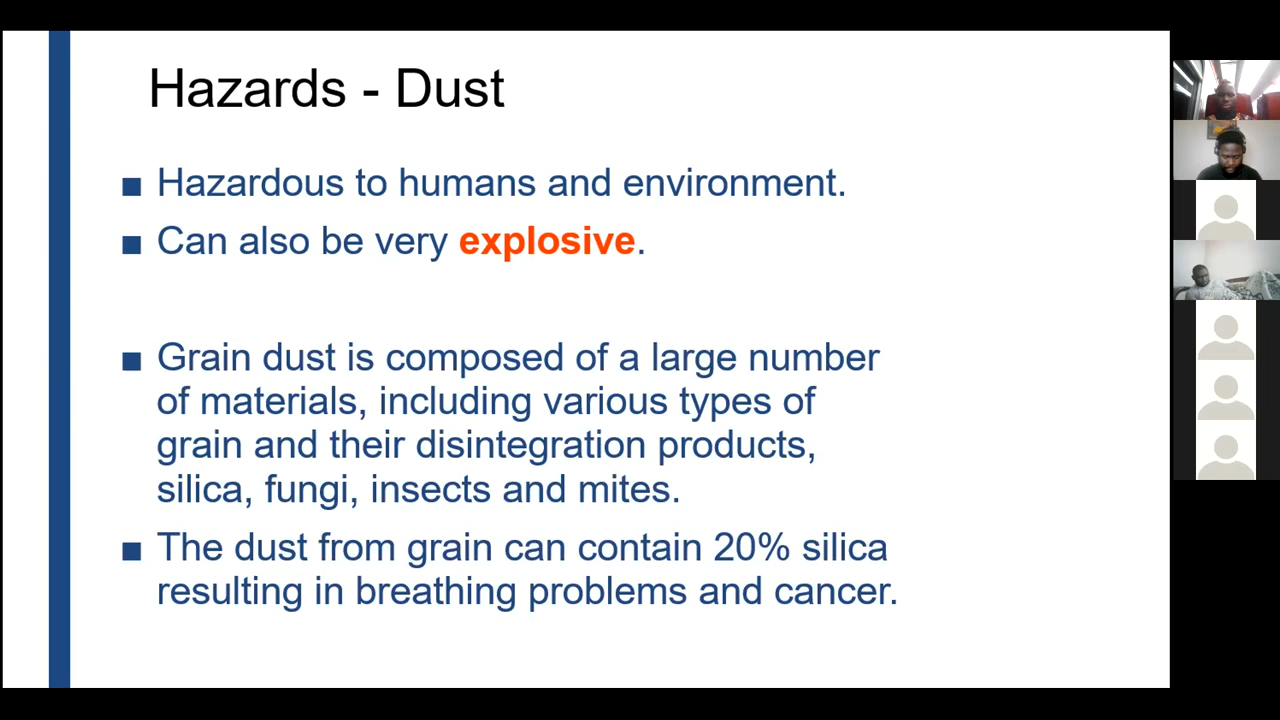 Hazards - Dust
■ Hazardous to humans and environment.
■ Can also be very explosive.
■ Grain dust is composed of a large number
of materials, including various types of
grain and their disintegration products,
silica, fungi, insects and mites.
■ The dust from grain can contain 20% silica
resulting in breathing problems and cancer.